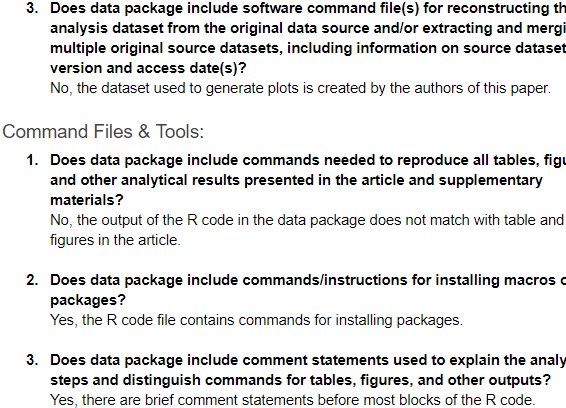 3. Does data package include software command file(s) for reconstructing th
analysis dataset from the original data source and/or extracting and mergi
multiple original source datasets, including information on source dataset
version and access date(s)?
No, the dataset used to generate plots is created by the authors of this paper.
Command Files & Tools:
1. Does data package include commands needed to reproduce all tables, figu
and other analytical results presented in the article and supplementary
materials?
No, the output of the R code in the data package does not match with table and
figures in the article.
2. Does data package include commands/instructions for installing macros o
packages?
Yes, the R code file contains commands for installing packages.
3. Does data package include comment statements used to explain the analy
steps and distinguish commands for tables, figures, and other outputs?
Yes, there are brief comment statements before most blocks of the R code.